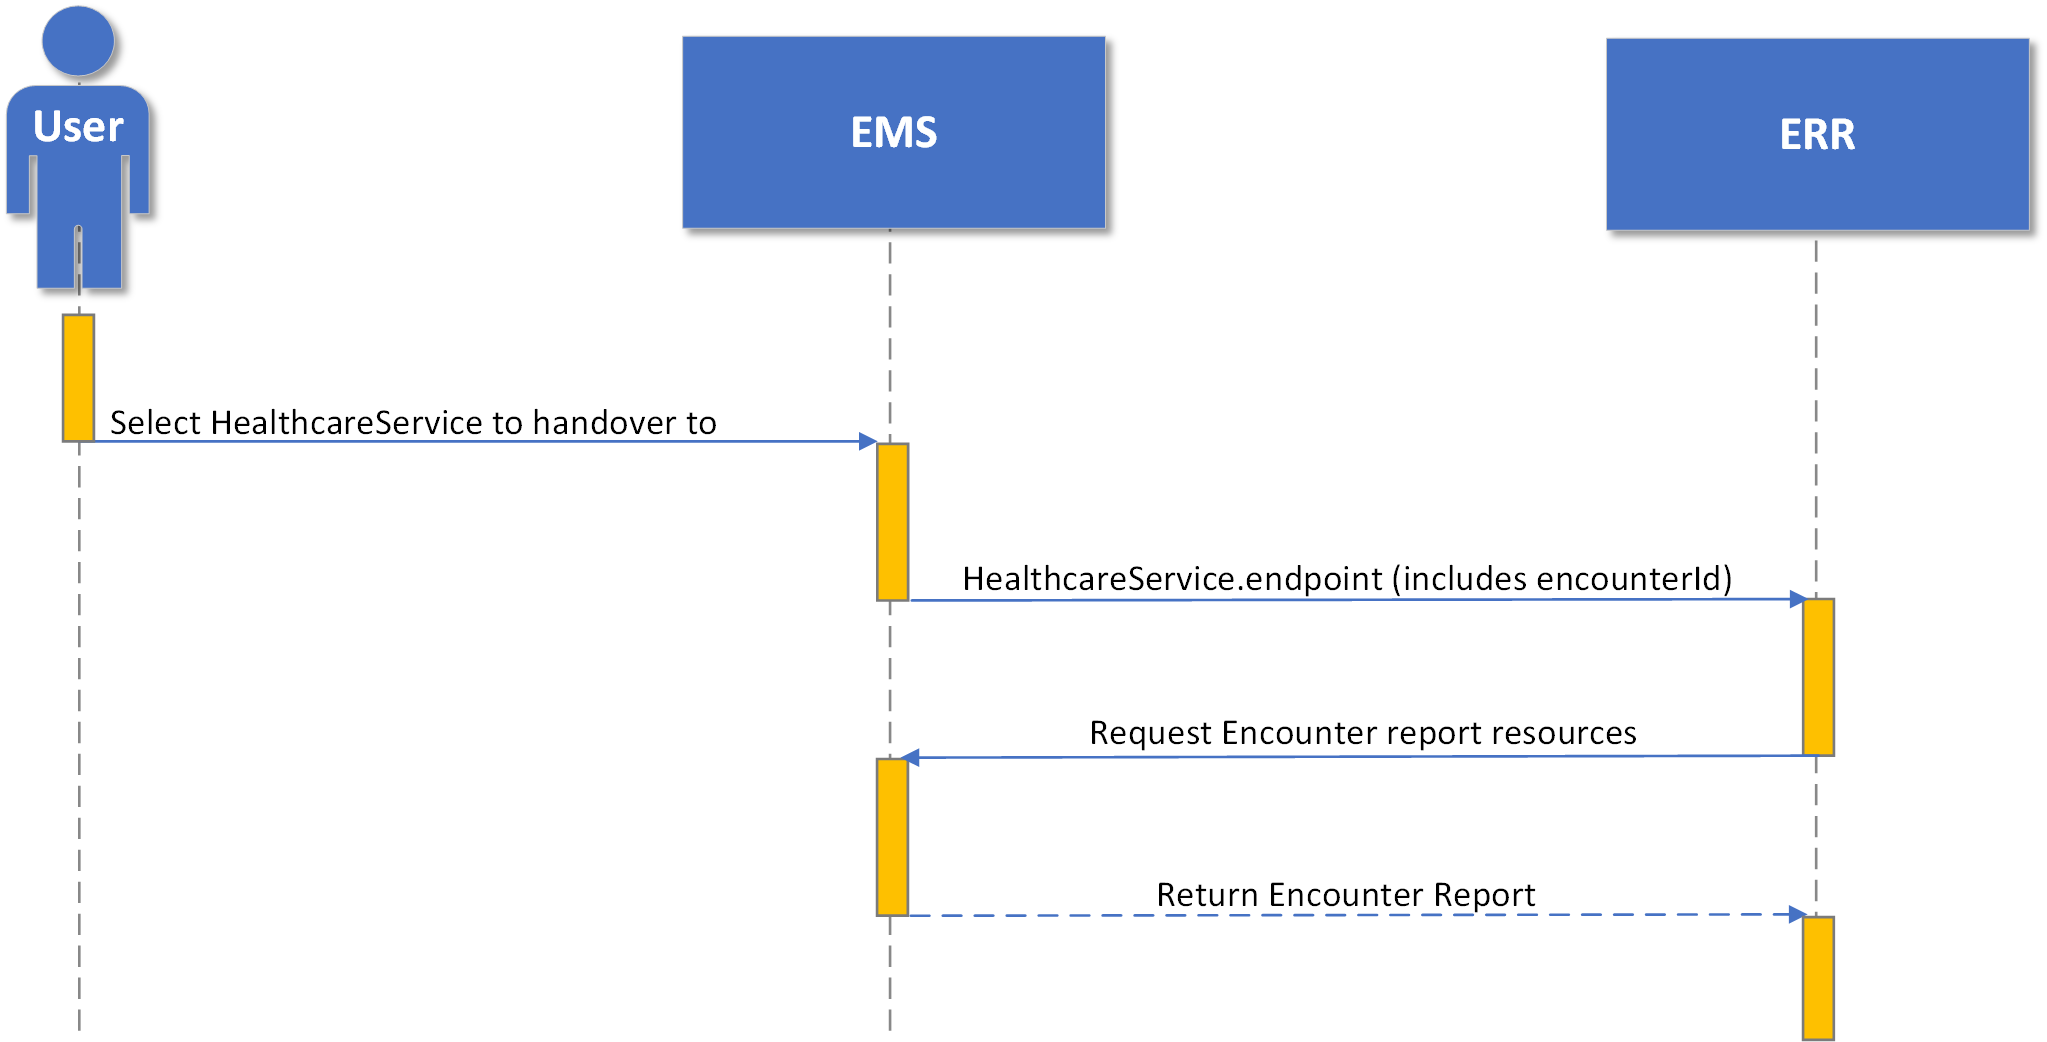 User
EMS
ERR
Select HealthcareService to handover to
HealthcareService.endpoint (includes encounterId)
Request Encounter report resources
Return Encounter Report